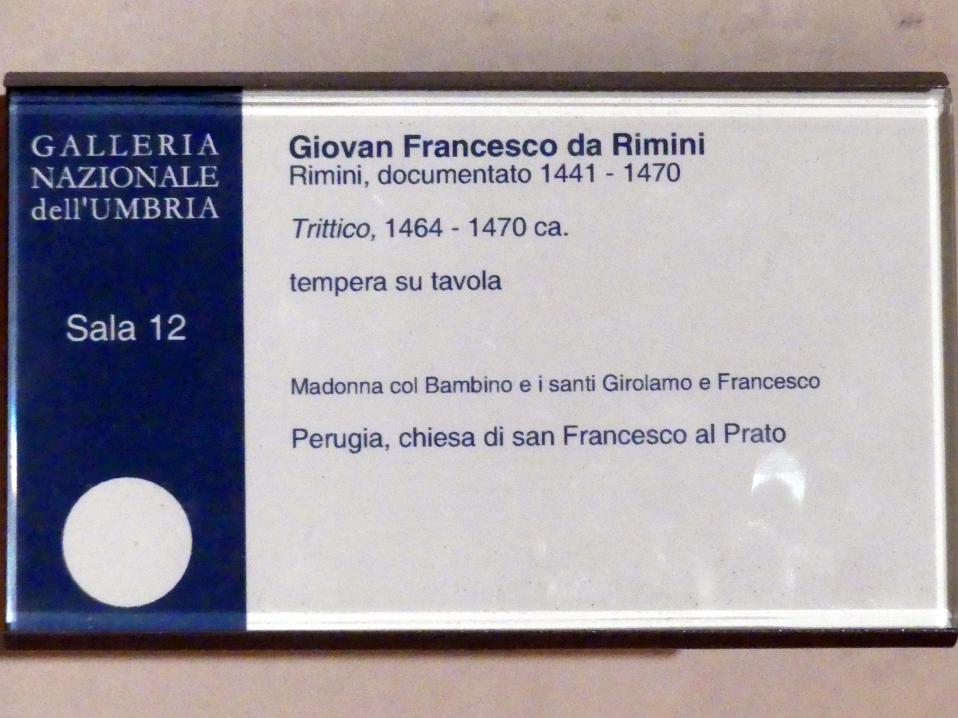 GALLERIA
NAZIONALE
dell'UMBRIA
Sala 12
Giovan Francesco da Rimini
Rimini, documentato 1441 - 1470
Trittico, 1464 - 1470 ca.
tempera su tavola
Madonna col Bambino e i santi Girolamo e Francesco
Perugia, chiesa di san Francesco al Prato